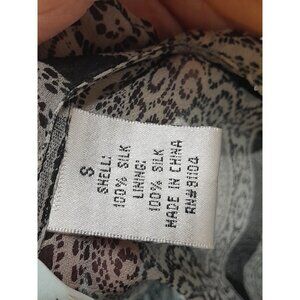 S
SHELL:
100% SILK
LINING:
100% SILK
MADE IN CHINA
RN#81104